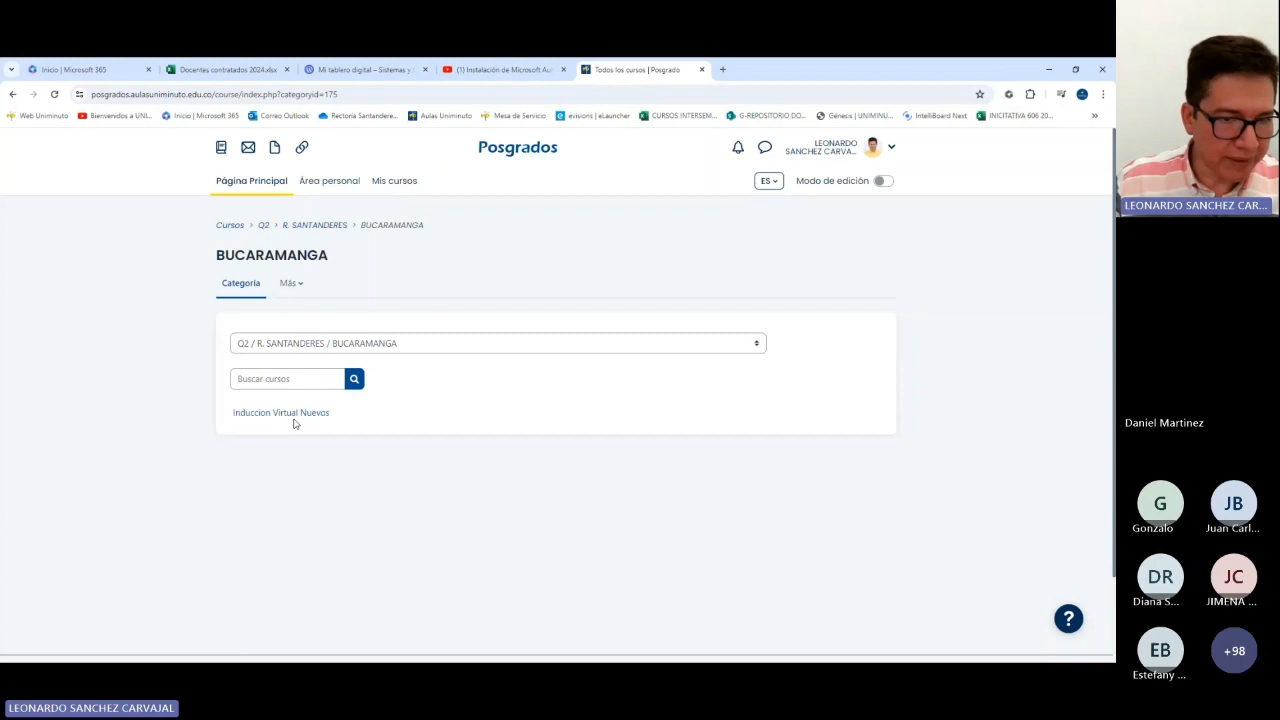 Inicio | Microsoft 365
Docentes contratados 2024.xlsx
Mi tablero digital – Sistemas y
(1) Instalación de Microsoft Au
Todos los cursos | Posgrado
posgrados.aulasuniminuto.edu.co/course/index.php?categoryid=175
Web Uniminuto
Bienvenidos a UNI...
Inicio | Microsoft 365
Correo Outlook
Rectoría Santandere...
Aulas Uniminuto
Mesa de Servicio
evisions | eLauncher
CURSOS INTERSEM...
G-REPOSITORIO DO...
Génesis | UNIMINU...
IntelliBoard Next
INICITATIVA 606 20...
Posgrados
LEONARDO
SANCHEZ CARVA...
Página Principal
Área personal
Mis cursos
ES
Modo de edición
Cursos > Q2 > R. SANTANDERES > BUCARAMANGA
BUCARAMANGA
Categoría
Más
Q2 / R. SANTANDERES / BUCARAMANGA
Buscar cursos
Induccion Virtual Nuevos
?
LEONARDO SANCHEZ CAR...
Daniel Martinez
G
Gonzalo
JB
Juan Carl...
DR
Diana S...
JC
JIMENA ...
EB
Estefany ...
+98
LEONARDO SANCHEZ CARVAJAL